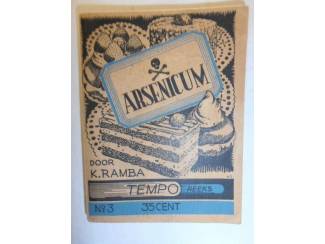 ARSENICUM
DOOR
K. RAMBA
TEMPO REEKS
No 3 35 CENT